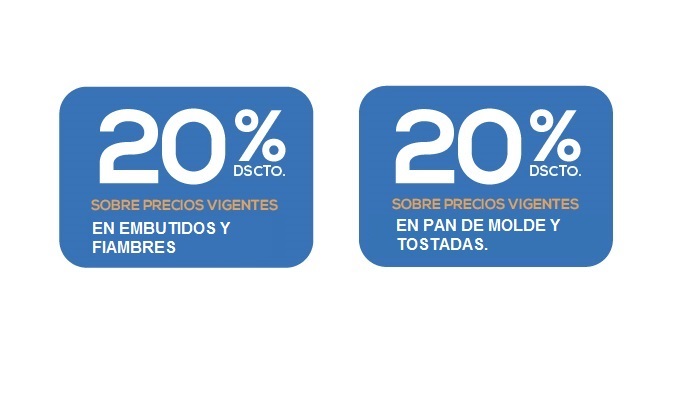 20%
DSCTO.
SOBRE PRECIOS VIGENTES
EN EMBUTIDOS Y
FIAMBRES
20%
DSCTO.
SOBRE PRECIOS VIGENTES
EN PAN DE MOLDE Y
TOSTADAS.